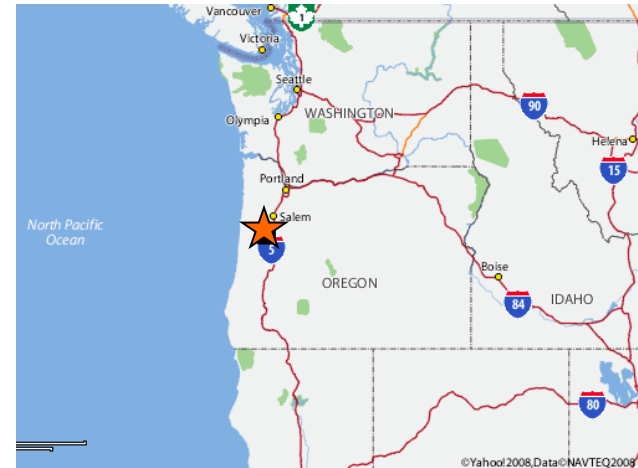 Vancouver
1
Victoria
Seattle
WASHINGTON
90
Olympia
Helena
15
Portland
Salem
North Pacific
Ocean
5
Boise
OREGON
84
IDAHO
80
©Yahoo!2008,Data©NAVTEQ2008